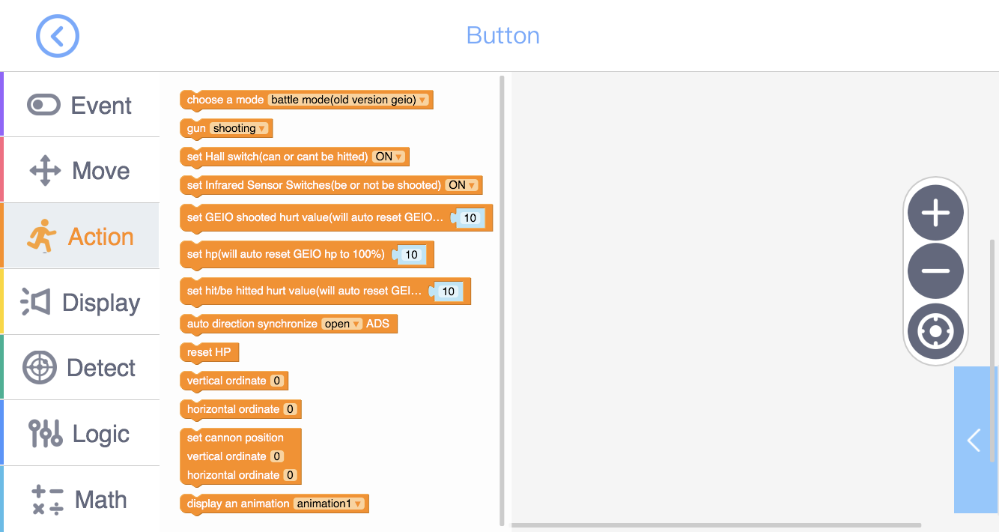 Button
Event
Move
Action
Display
Detect
Logic
Math
choose a mode battle mode(old version geio)
gun shooting
set Hall switch(can or cant be hitted) ON
set Infrared Sensor Switches(be or not be shooted) ON
set GEIO shooted hurt value(will auto reset GEIO... 10
set hp(will auto reset GEIO hp to 100%) 10
set hit/be hitted hurt value(will auto reset GEI... 10
auto direction synchronize open ADS
reset HP
vertical ordinate 0
horizontal ordinate 0
set cannon position
vertical ordinate 0
horizontal ordinate 0
display an animation animation1